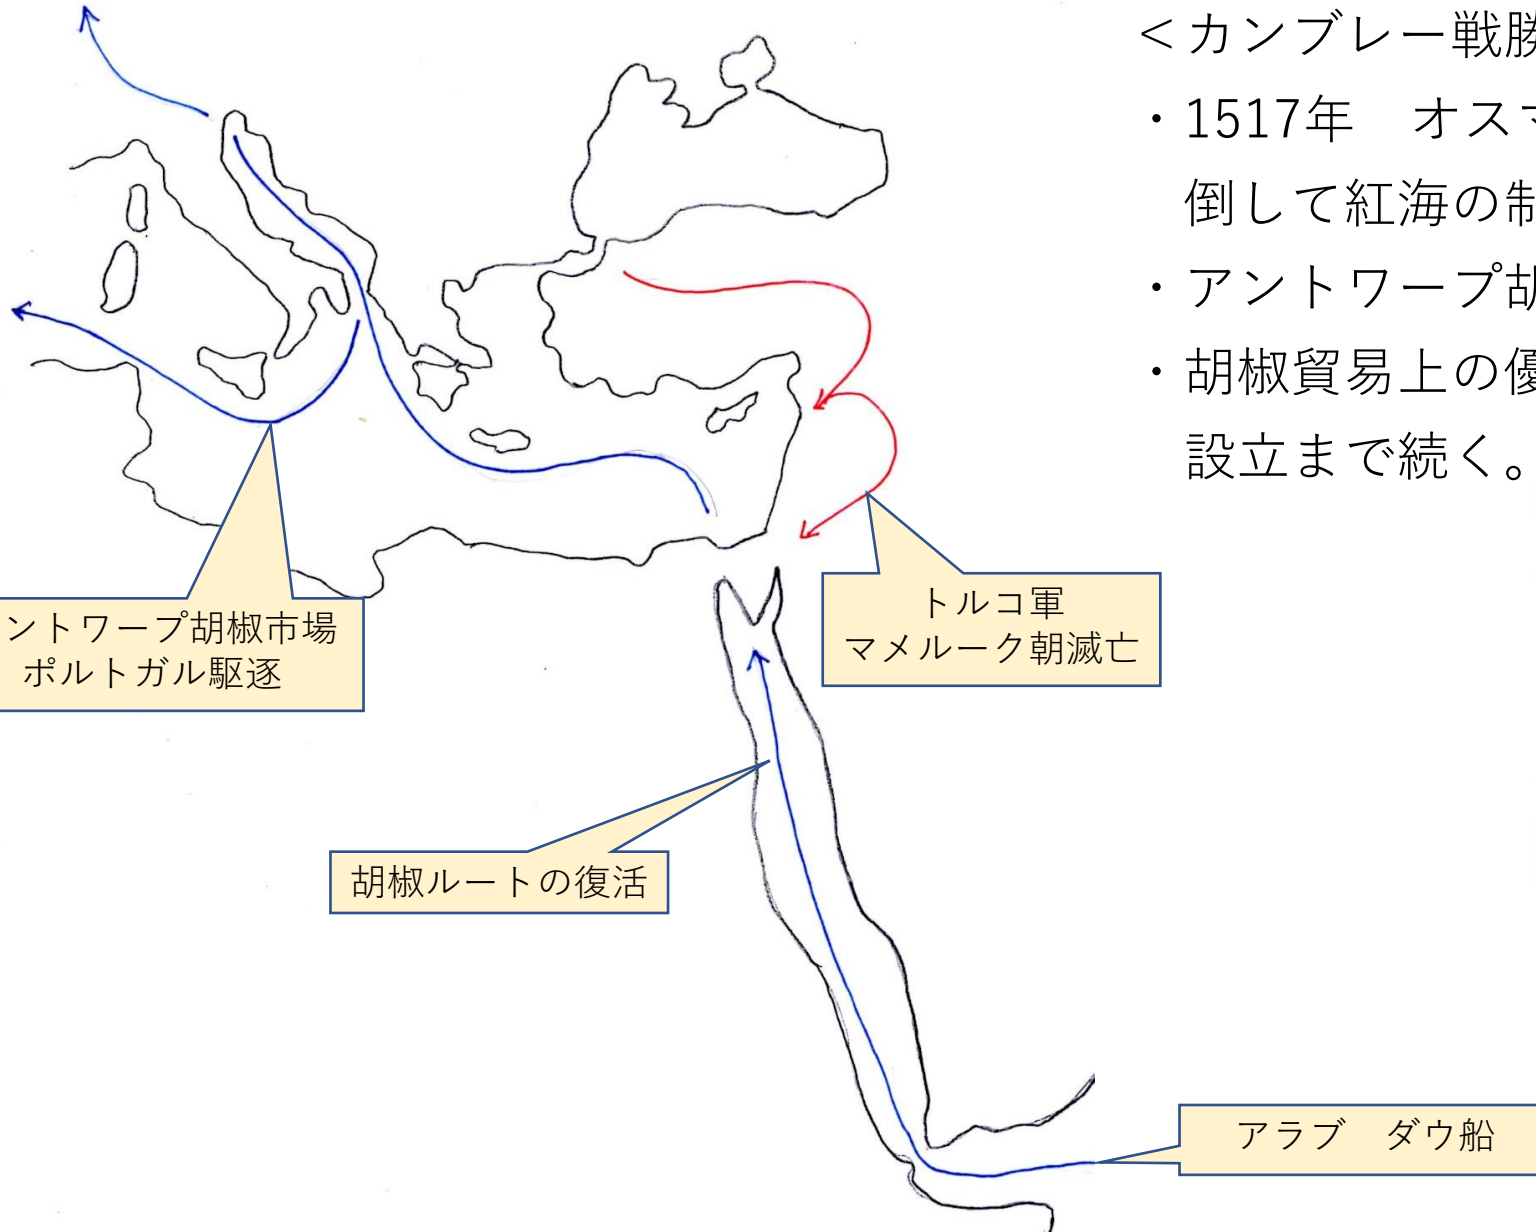 ＜カンブレー戦勝
・1517年　オスマ
倒して紅海の制
・アントワープ胡
・胡椒貿易上の優
設立まで続く。
ントワープ胡椒市場
ポルトガル駆逐
トルコ軍
マメルーク朝滅亡
胡椒ルートの復活
アラブ　ダウ船